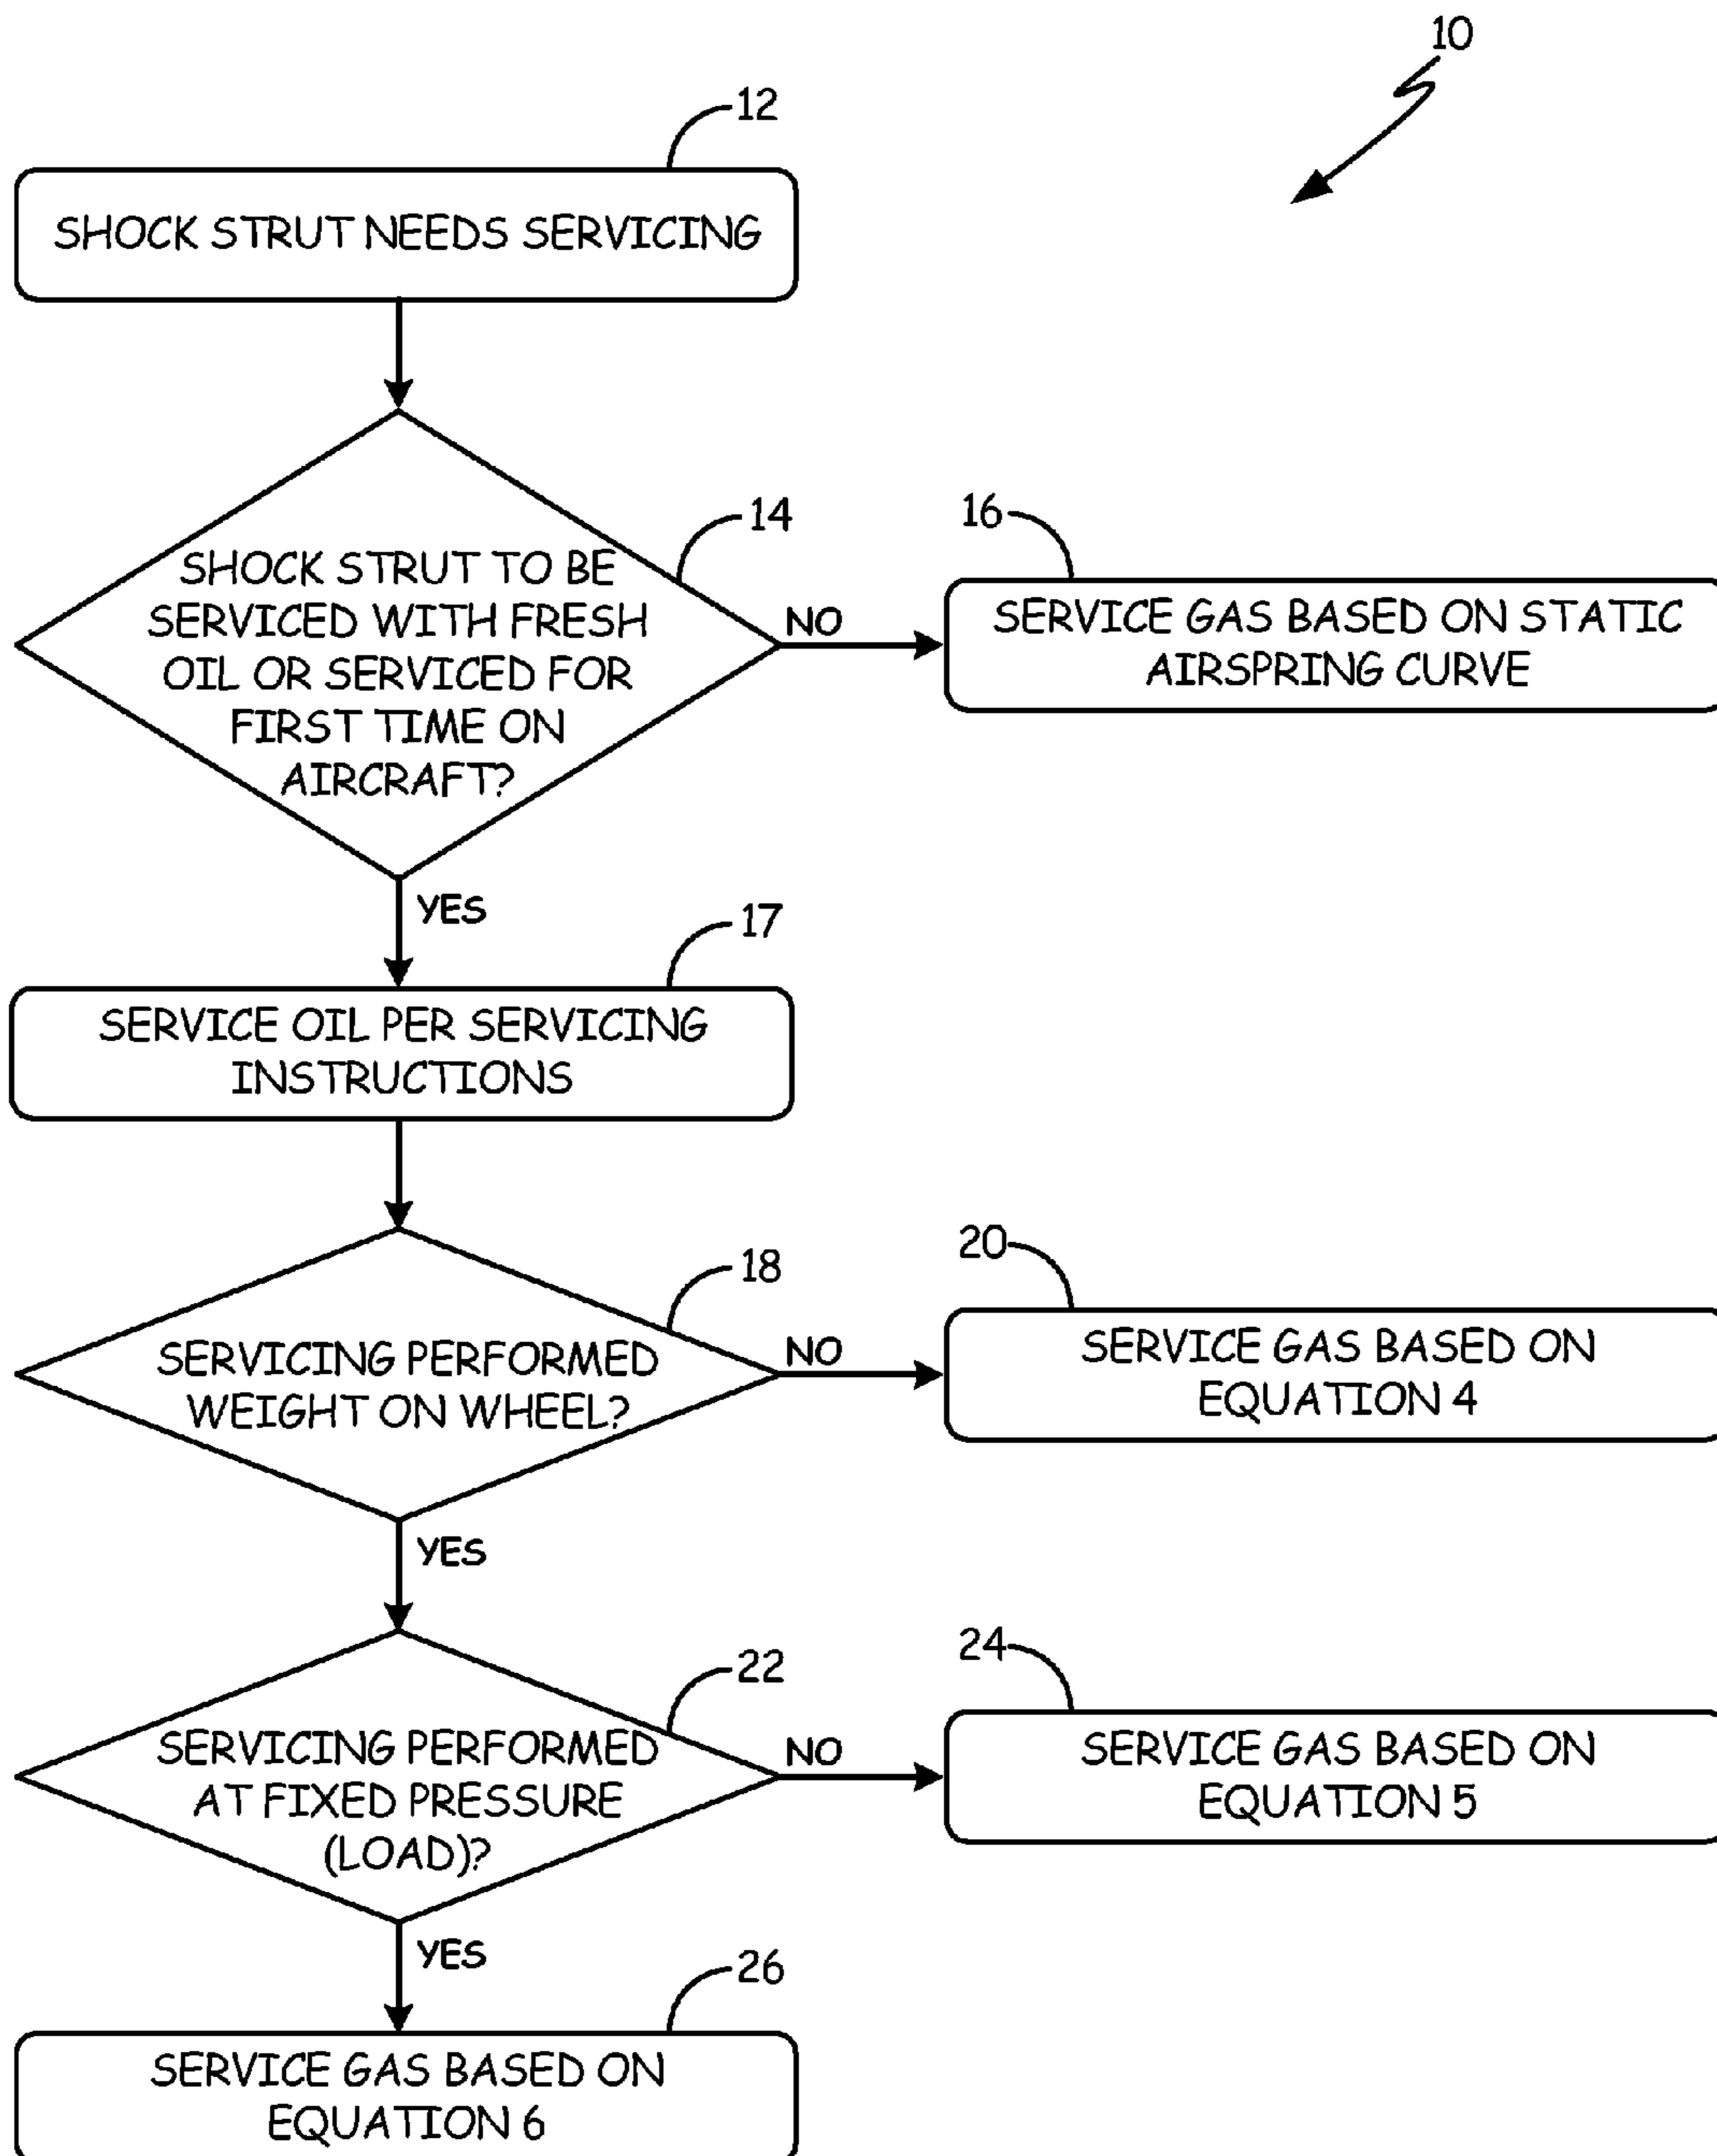 10
12
SHOCK STRUT NEEDS SERVICING
14
SHOCK STRUT TO BE
SERVICED WITH FRESH
OIL OR SERVICED FOR
FIRST TIME ON
AIRCRAFT?
NO
16
SERVICE GAS BASED ON STATIC
AIRSPRING CURVE
YES
17
SERVICE OIL PER SERVICING
INSTRUCTIONS
18
SERVICING PERFORMED
WEIGHT ON WHEEL?
NO
20
SERVICE GAS BASED ON
EQUATION 4
YES
22
SERVICING PERFORMED
AT FIXED PRESSURE
(LOAD)?
NO
24
SERVICE GAS BASED ON
EQUATION 5
YES
26
SERVICE GAS BASED ON
EQUATION 6